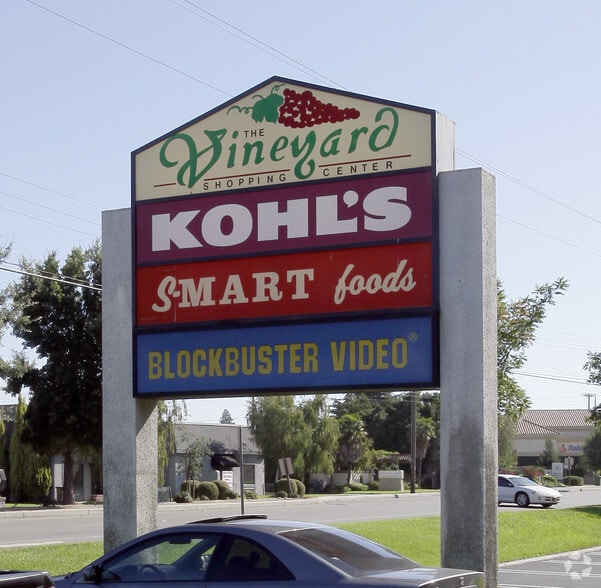 THE
Vineyard
SHOPPING CENTER
KOHL'S
S-MART foods
BLOCKBUSTER VIDEO®